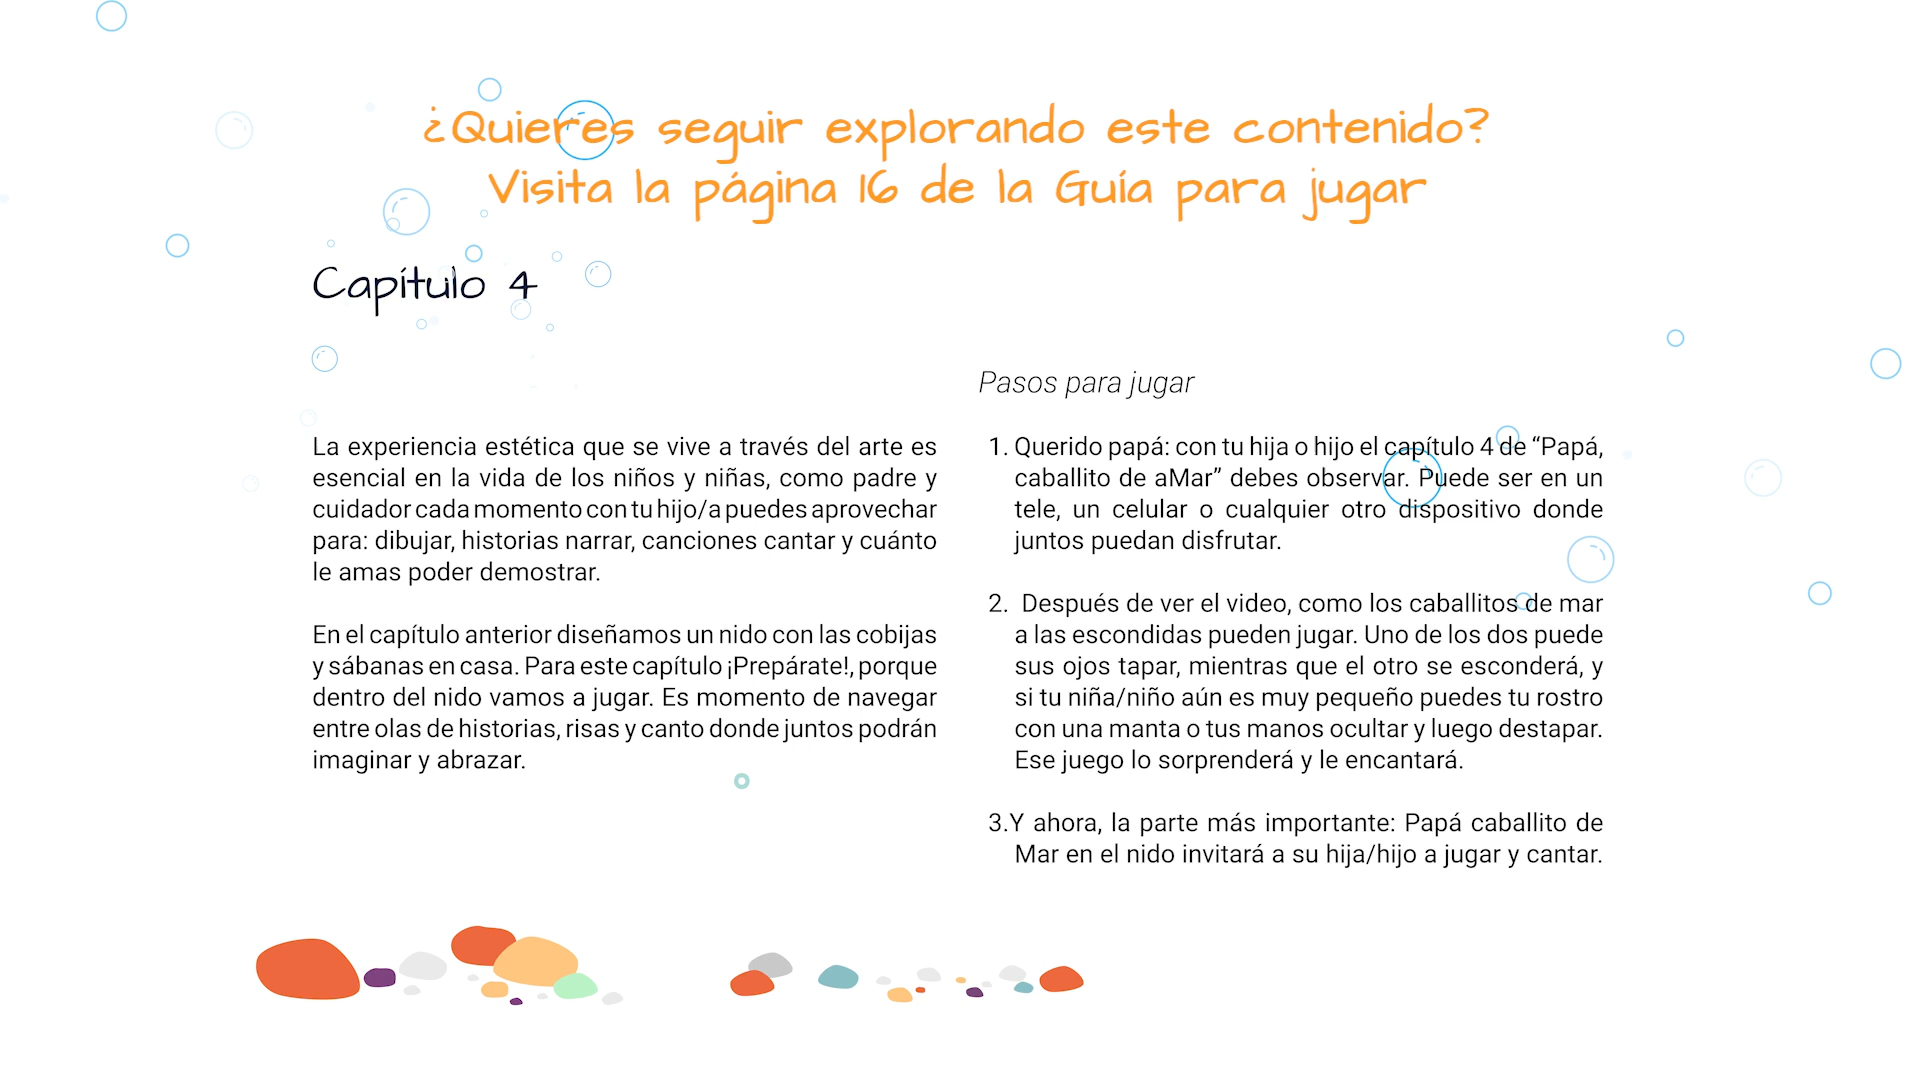 ¿Quieres seguir explorando este contenido?
Visita la página 16 de la Guía para jugar
Capítulo 4
La experiencia estética que se vive a través del arte es
esencial en la vida de los niños y niñas, como padre y
cuidador cada momento con tu hijo/a puedes aprovechar
para: dibujar, historias narrar, canciones cantar y cuánto
le amas poder demostrar.
En el capítulo anterior diseñamos un nido con las cobijas
y sábanas en casa. Para este capítulo ¡Prepárate!, porque
dentro del nido vamos a jugar. Es momento de navegar
entre olas de historias, risas y canto donde juntos podrán
imaginar y abrazar.
Pasos para jugar
1. Querido papá: con tu hija o hijo el capítulo 4 de “Papá,
caballito de aMar” debes observar. Puede ser en un
tele, un celular o cualquier otro dispositivo donde
juntos puedan disfrutar.
2. Después de ver el video, como los caballitos de mar
a las escondidas pueden jugar. Uno de los dos puede
sus ojos tapar, mientras que el otro se esconderá, y
si tu niña/niño aún es muy pequeño puedes tu rostro
con una manta o tus manos ocultar y luego destapar.
Ese juego lo sorprenderá y le encantará.
3.Y ahora, la parte más importante: Papá caballito de
Mar en el nido invitará a su hija/hijo a jugar y cantar.